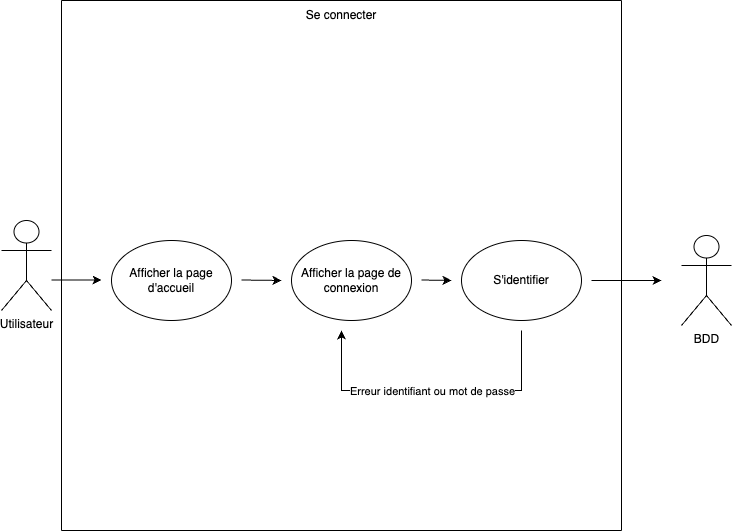 Se connecter
Afficher la page
d'accueil
Afficher la page de
connexion
S'identifier
Utilisateur
BDD
Erreur identifiant ou mot de passe